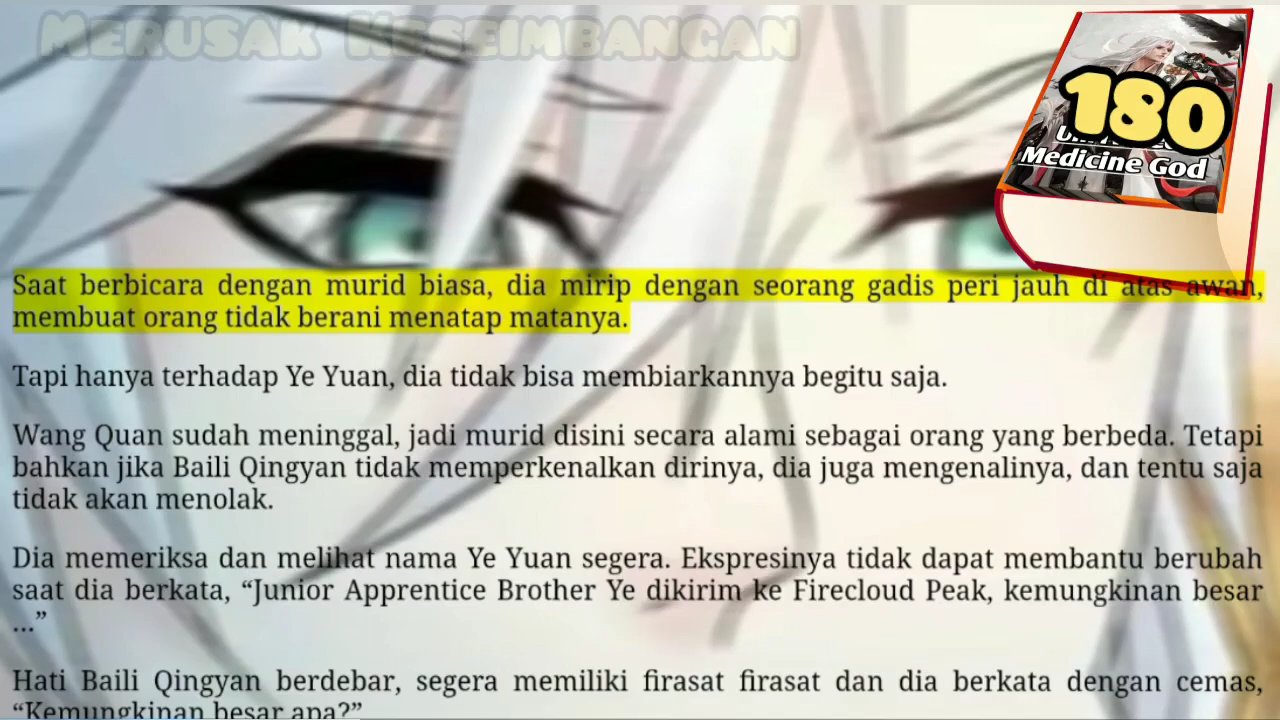 Merusak Keseimbangan
180
Medicine God
Saat berbicara dengan murid biasa, dia mirip dengan seorang gadis peri jauh di atas awan,
membuat orang tidak berani menatap matanya.
Tapi hanya terhadap Ye Yuan, dia tidak bisa membiarkannya begitu saja.
Wang Quan sudah meninggal, jadi murid disini secara alami sebagai orang yang berbeda. Tetapi
bahkan jika Baili Qingyan tidak memperkenalkan dirinya, dia juga mengenalinya, dan tentu saja
tidak akan menolak.
Dia memeriksa dan melihat nama Ye Yuan segera. Ekspresinya tidak dapat membantu berubah
saat dia berkata, “Junior Apprentice Brother Ye dikirim ke Firecloud Peak, kemungkinan besar
...”
Hati Baili Qingyan berdebar, segera memiliki firasat firasat dan dia berkata dengan cemas,
“Kemungkinan besar apa?”